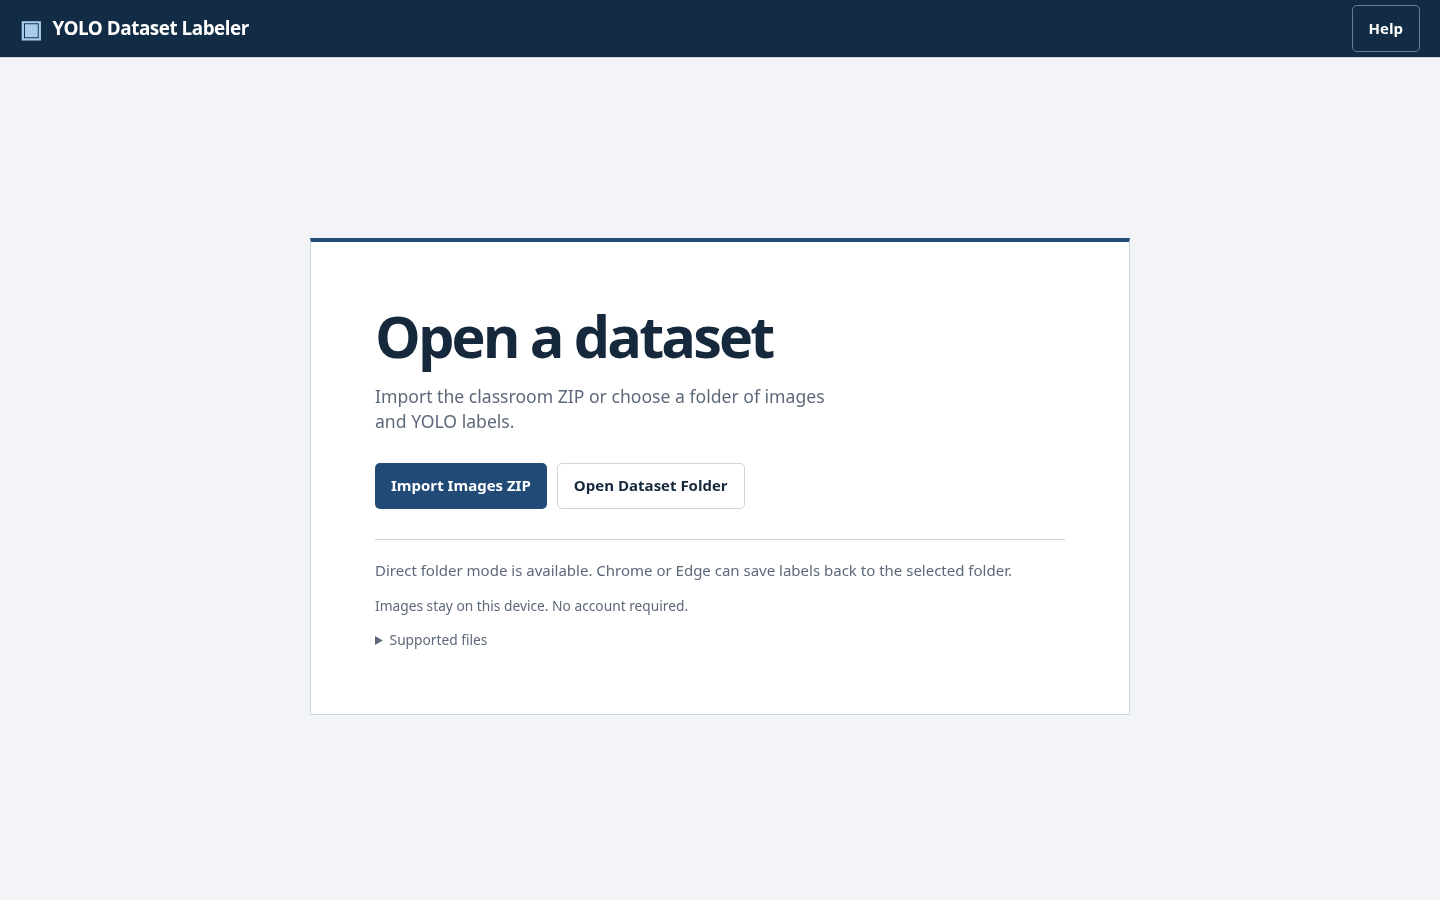 YOLO Dataset Labeler
Help
Open a dataset
Import the classroom ZIP or choose a folder of images
and YOLO labels.
Import Images ZIP
Open Dataset Folder
Direct folder mode is available. Chrome or Edge can save labels back to the selected folder.
Images stay on this device. No account required.
Supported files